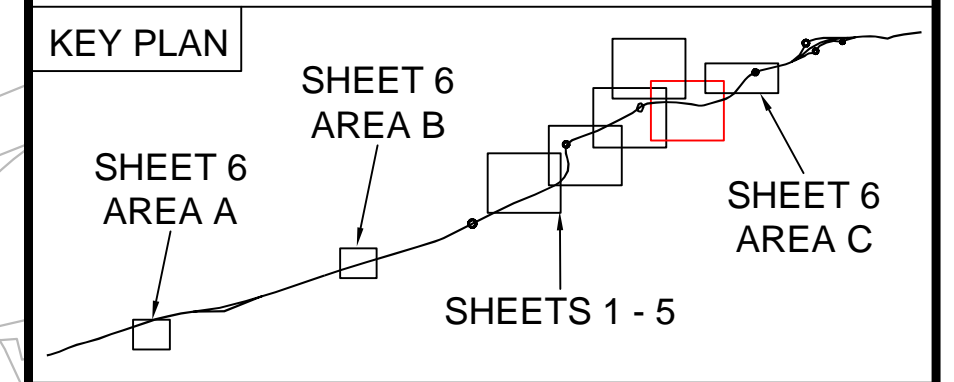 KEY PLAN
SHEET 6
AREA B
SHEET 6
AREA A
SHEET 6
AREA C
SHEETS 1 - 5